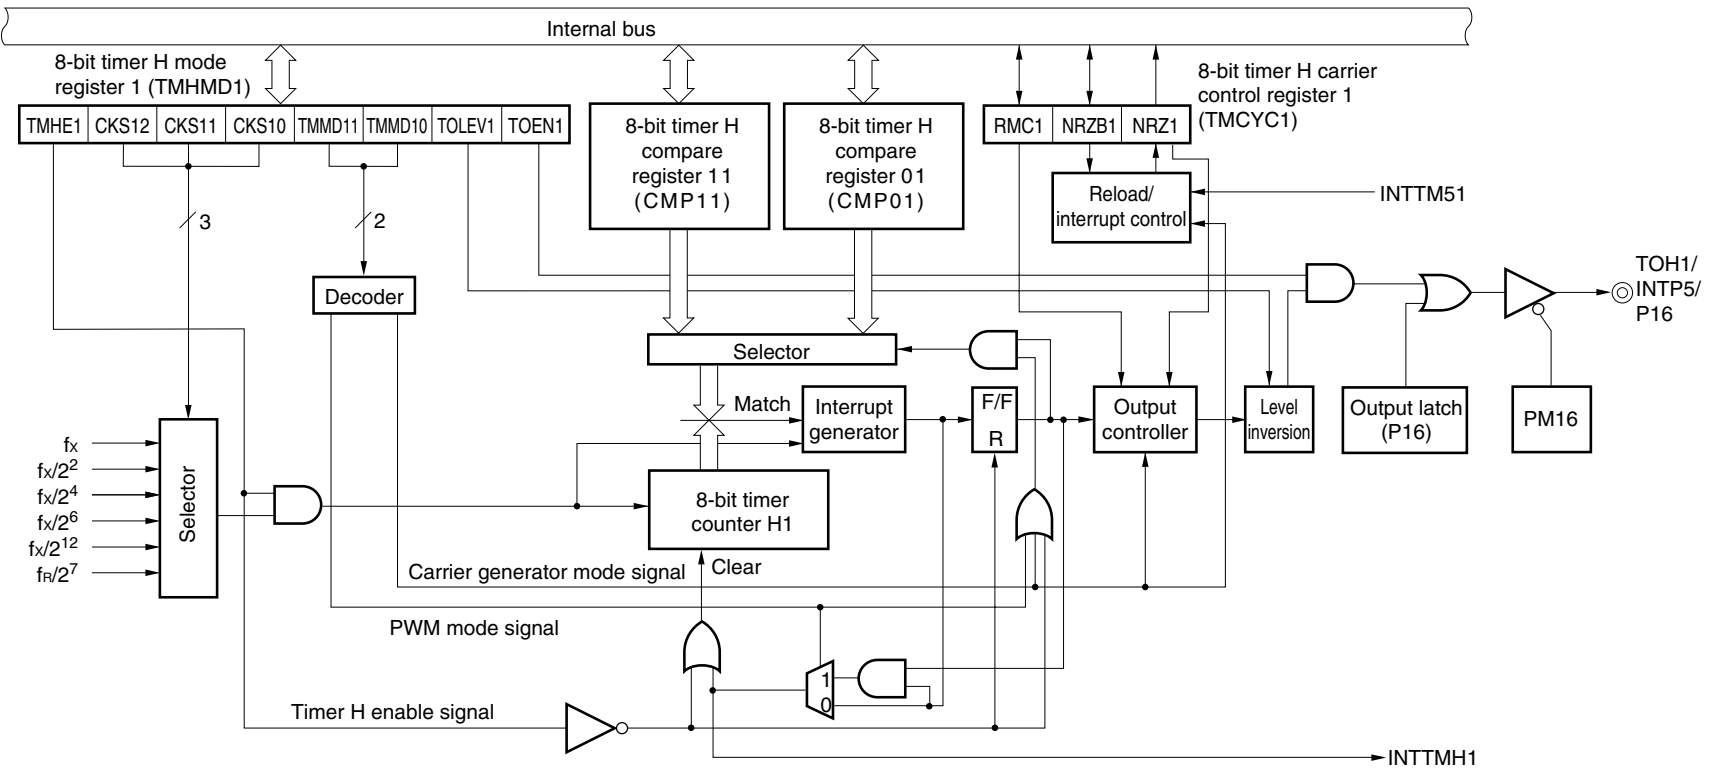 Internal bus
8-bit timer H mode
register 1 (TMHMD1)
8-bit timer H carrier
control register 1
(TMCYC1)
TMHE1 CKS12 CKS11 CKS10 TMMD11 TMMD10 TOLEV1 TOEN1
8-bit timer H
compare
register 11
(CMP11)
8-bit timer H
compare
register 01
(CMP01)
RMC1 NRZB1 NRZ1
Reload/
interrupt control
INTTM51
3
2
Decoder
TOH1/
INTP5/
P16
Selector
Match
Interrupt
generator
F/F
R
Output
controller
Level
inversion
Output latch
(P16)
PM16
fX
fX/2²
fX/2⁴
fX/2⁶
fX/2¹²
fR/2⁷
Selector
8-bit timer
counter H1
Carrier generator mode signal
Clear
PWM mode signal
1
0
Timer H enable signal
INTTMH1